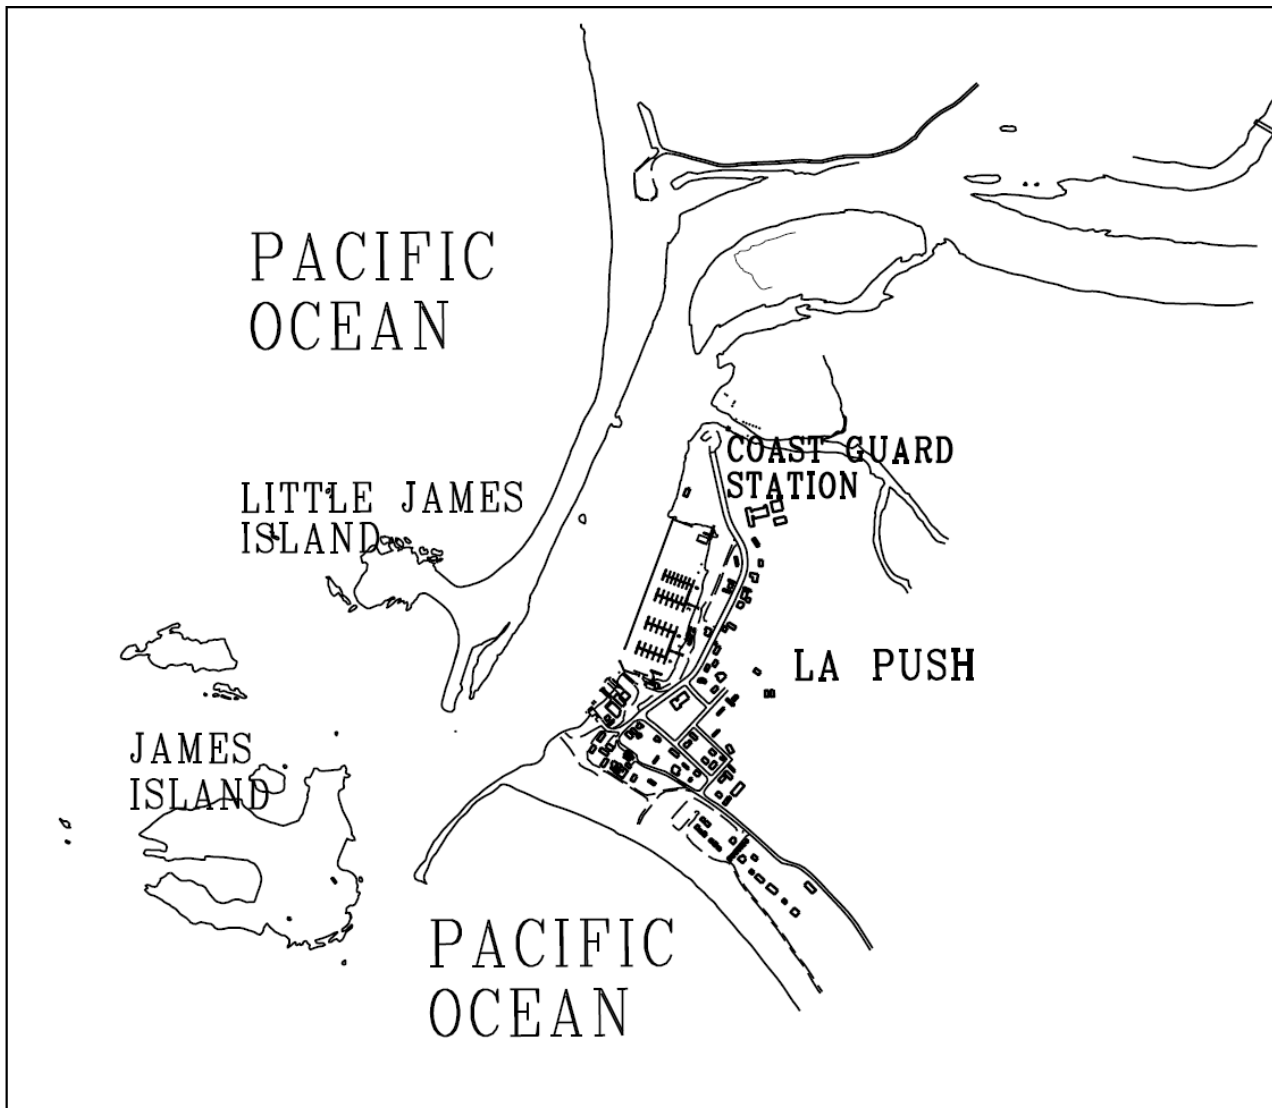 PACIFIC
OCEAN
COAST GUARD
STATION
LITTLE JAMES
ISLAND
LA PUSH
JAMES
ISLAND
PACIFIC
OCEAN